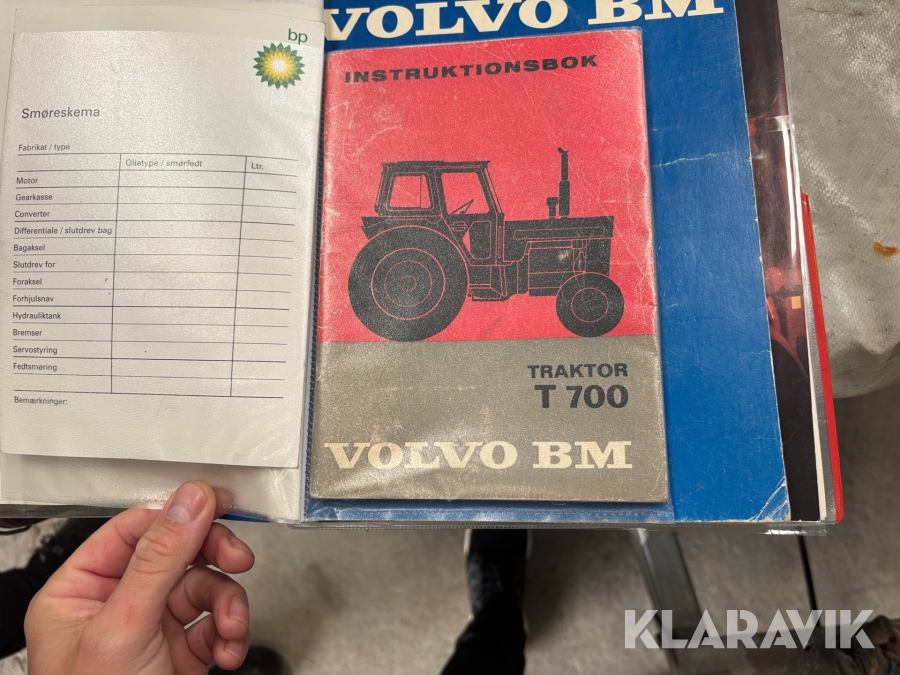 bp
Smøreskema
Fabrikat / type
Olietype / smørfedt
Ltr.
Motor
Gearkasse
Converter
Differentiale / slutdrev bag
Bagaksel
Slutdrev for
Foraksel
Forhjulsnav
Hydrauliktank
Bremser
Servostyring
Fedtsmøring
Bemærkninger:
VOLVO BM
INSTRUKTIONSBOK
TRAKTOR
T 700
VOLVO BM
KLARAVIK